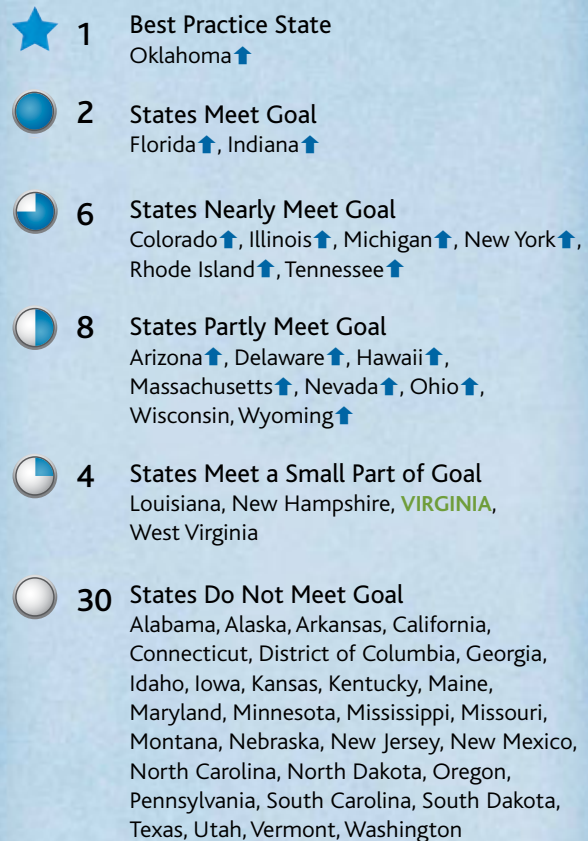 1 Best Practice State
Oklahoma⬆
2 States Meet Goal
Florida⬆, Indiana⬆
6 States Nearly Meet Goal
Colorado⬆, Illinois⬆, Michigan⬆, New York⬆,
Rhode Island⬆, Tennessee⬆
8 States Partly Meet Goal
Arizona⬆, Delaware⬆, Hawaii⬆,
Massachusetts⬆, Nevada⬆, Ohio⬆,
Wisconsin, Wyoming⬆
4 States Meet a Small Part of Goal
Louisiana, New Hampshire, VIRGINIA,
West Virginia
30 States Do Not Meet Goal
Alabama, Alaska, Arkansas, California,
Connecticut, District of Columbia, Georgia,
Idaho, Iowa, Kansas, Kentucky, Maine,
Maryland, Minnesota, Mississippi, Missouri,
Montana, Nebraska, New Jersey, New Mexico,
North Carolina, North Dakota, Oregon,
Pennsylvania, South Carolina, South Dakota,
Texas, Utah, Vermont, Washington